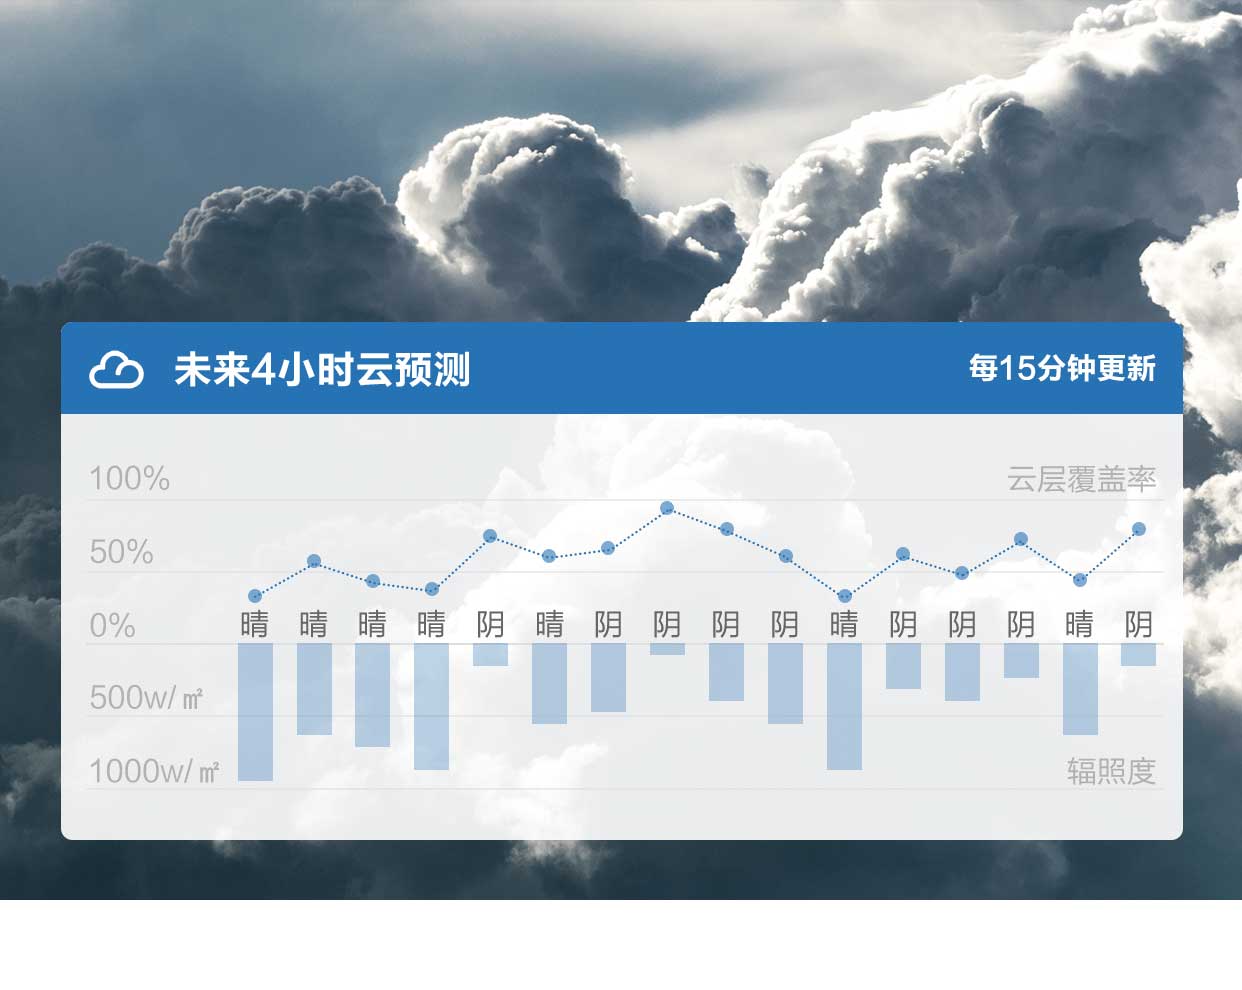 未来4小时云预测
每15分钟更新
100%
云层覆盖率
50%
0%
晴 晴 晴 晴 阴 晴 阴 阴 阴 阴 晴 阴 阴 阴 晴 阴
500w/㎡
1000w/㎡
辐照度